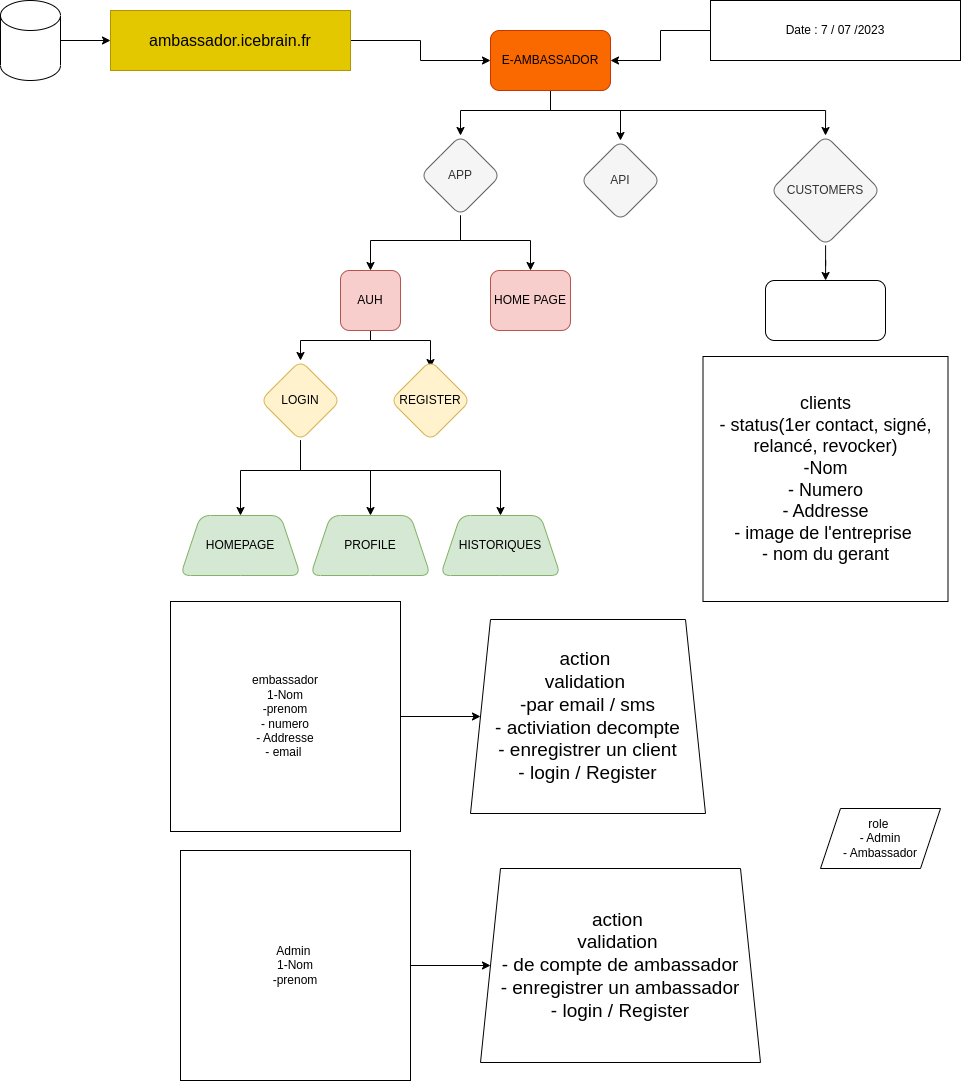 ambassador.icebrain.fr
E-AMBASSADOR
Date : 7 / 07 /2023
APP
API
CUSTOMERS
AUH
HOME PAGE
LOGIN
REGISTER
HOMEPAGE
PROFILE
HISTORIQUES
clients
- status(1er contact, signé,
relancé, revocker)
-Nom
- Numero
- Addresse
- image de l'entreprise
- nom du gerant
embassador
1-Nom
-prenom
- numero
- Addresse
- email
action
validation
-par email / sms
- activiation decompte
- enregistrer un client
- login / Register
role
- Admin
- Ambassador
Admin
1-Nom
-prenom
action
validation
- de compte de ambassador
- enregistrer un ambassador
- login / Register